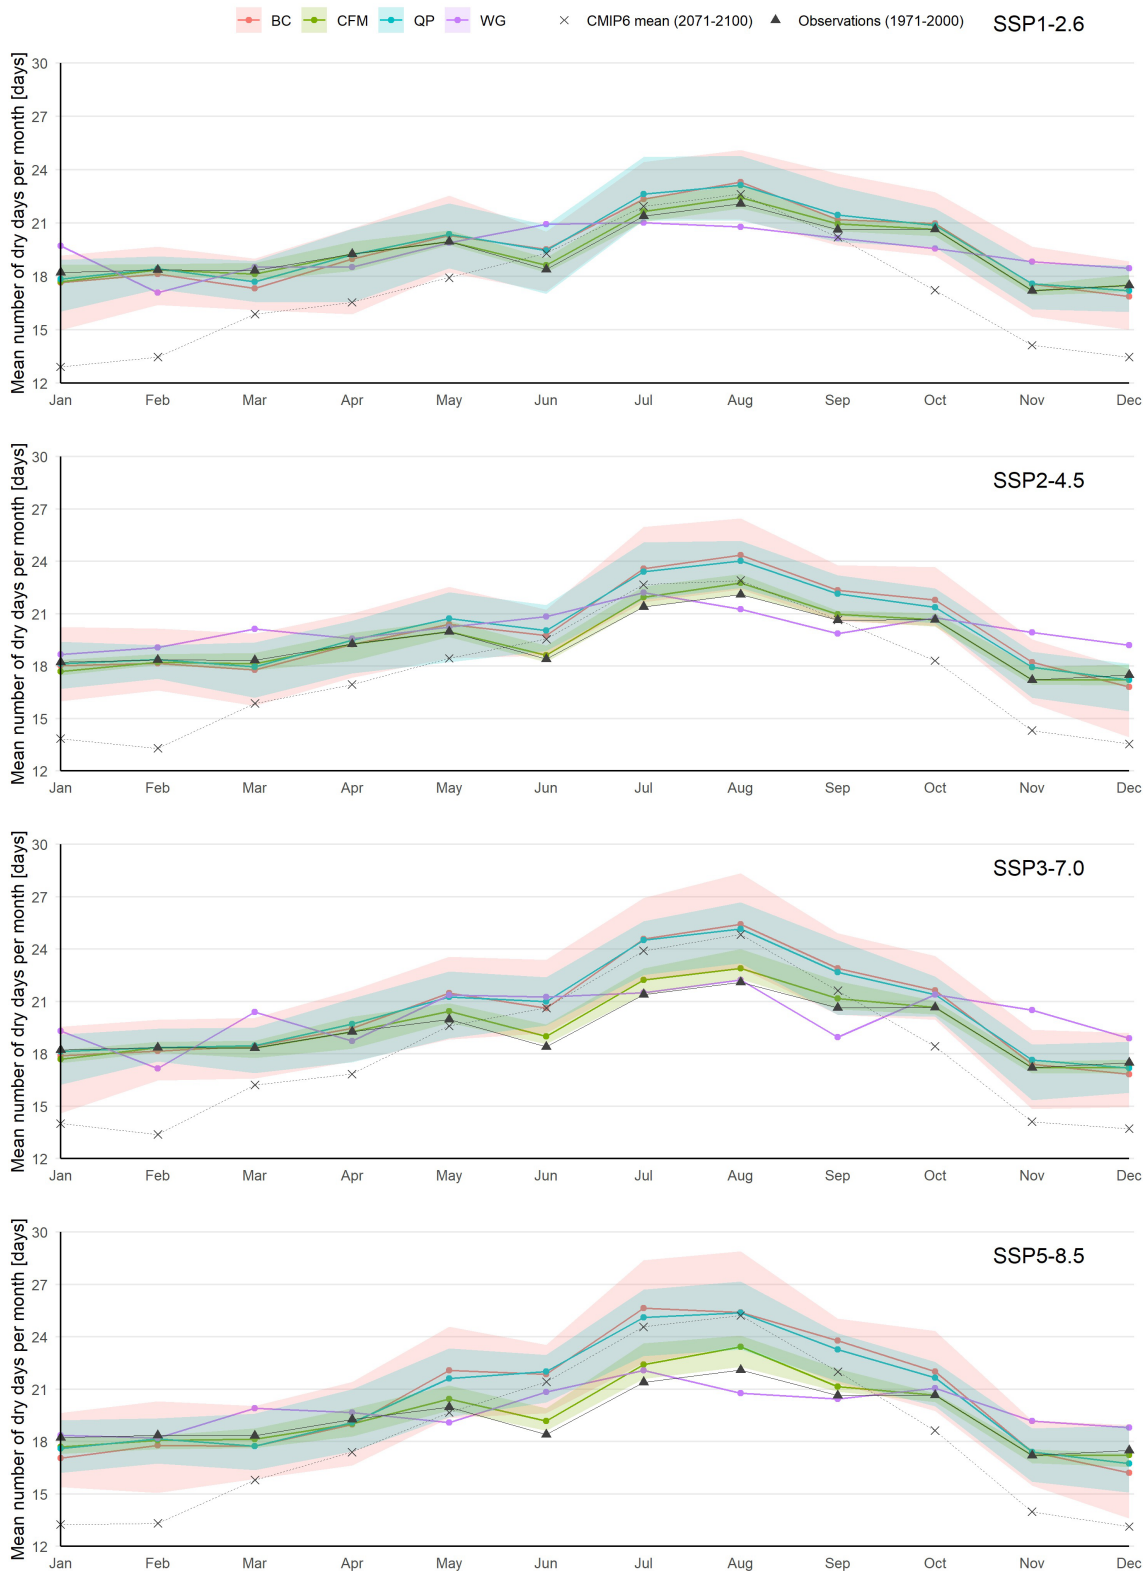 BC CFM QP WG CMIP6 mean (2071-2100) Observations (1971-2000)
SSP1-2.6
Mean number of dry days per month [days]
30
27
24
21
18
15
12
Jan Feb Mar Apr May Jun Jul Aug Sep Oct Nov Dec
SSP2-4.5
Mean number of dry days per month [days]
30
27
24
21
18
15
12
Jan Feb Mar Apr May Jun Jul Aug Sep Oct Nov Dec
SSP3-7.0
Mean number of dry days per month [days]
30
27
24
21
18
15
12
Jan Feb Mar Apr May Jun Jul Aug Sep Oct Nov Dec
SSP5-8.5
Mean number of dry days per month [days]
30
27
24
21
18
15
12
Jan Feb Mar Apr May Jun Jul Aug Sep Oct Nov Dec